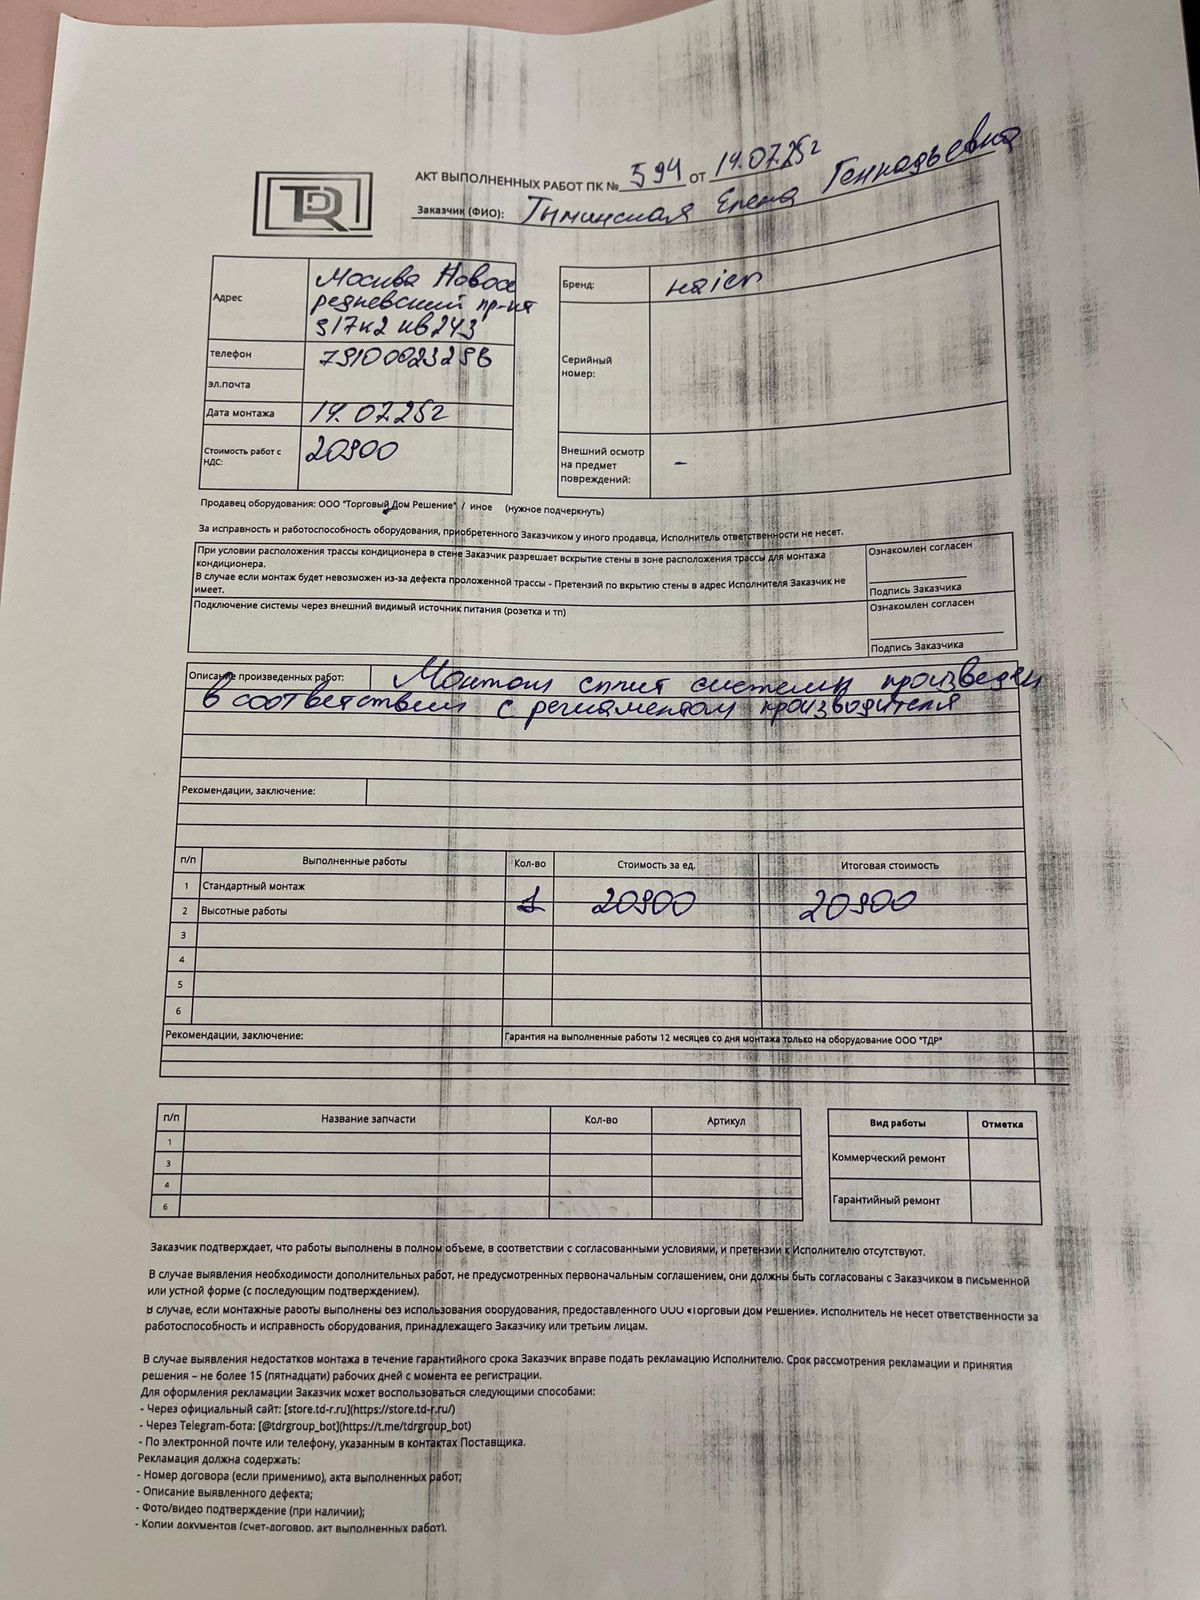 TDR
АКТ ВЫПОЛНЕННЫХ РАБОТ ПК № 594 от 14.07.25г
Заказчик (ФИО): Тыминская Елена Геннадьевна
Адрес
Москва Новосе
редневский пр-кт
д17к2 кв243
телефон
эл.почта
Дата монтажа 14.07.25г
Стоимость работ с
НДС:
20900
Бренд: Haier
Серийный
номер:
Внешний осмотр
на предмет
повреждений:
-
Продавец оборудования: ООО "Торговый Дом Решение" / иное (нужное подчеркнуть)
За исправность и работоспособность оборудования, приобретенного Заказчиком у иного продавца, Исполнитель ответственности не несет.
При условии расположения трассы кондиционера в стене Заказчик разрешает вскрытие стены в зоне расположения трассы для монтажа
кондиционера.
В случае если монтаж будет невозможен из-за дефекта проложенной трассы - Претензий по вкрытию стены в адрес Исполнителя Заказчик не
имеет.
Ознакомлен согласен
Подпись Заказчика
Подключение системы через внешний видимый источник питания (розетка и тп)
Ознакомлен согласен
Подпись Заказчика
Описание произведенных работ: Монтаж сплит системы произведен
в соответствии с регламентом производителя
Рекомендации, заключение:
п/п Выполненные работы Кол-во Стоимость за ед. Итоговая стоимость
1 Стандартный монтаж 1 20900 20900
2 Высотные работы
3
4
5
6
Рекомендации, заключение: Гарантия на выполненные работы 12 месяцев со дня монтажа только на оборудование ООО "ТДР"
п/п Название запчасти Кол-во Артикул
1
3
4
6
Вид работы Отметка
Коммерческий ремонт
Гарантийный ремонт
Заказчик подтверждает, что работы выполнены в полном объеме, в соответствии с согласованными условиями, и претензии к Исполнителю отсутствуют.
В случае выявления необходимости дополнительных работ, не предусмотренных первоначальным соглашением, они должны быть согласованы с Заказчиком в письменной
или устной форме (с последующим подтверждением).
В случае, если монтажные работы выполнены без использования оборудования, предоставленного ООО «Торговый Дом Решение». Исполнитель не несет ответственности за
работоспособность и исправность оборудования, принадлежащего Заказчику или третьим лицам.
В случае выявления недостатков монтажа в течение гарантийного срока Заказчик вправе подать рекламацию Исполнителю. Срок рассмотрения рекламации и принятия
решения – не более 15 (пятнадцати) рабочих дней с момента ее регистрации.
Для оформления рекламации Заказчик может воспользоваться следующими способами:
- Через официальный сайт: [store.td-r.ru](https://store.td-r.ru/)
- Через Telegram-бота: [@tdrgroup_bot](https://t.me/tdrgroup_bot)
- По электронной почте или телефону, указанным в контактах Поставщика.
Рекламация должна содержать:
- Номер договора (если применимо), акта выполненных работ;
- Описание выявленного дефекта;
- Фото/видео подтверждение (при наличии);
- Копии документов (счет-договор, акт выполненных работ).